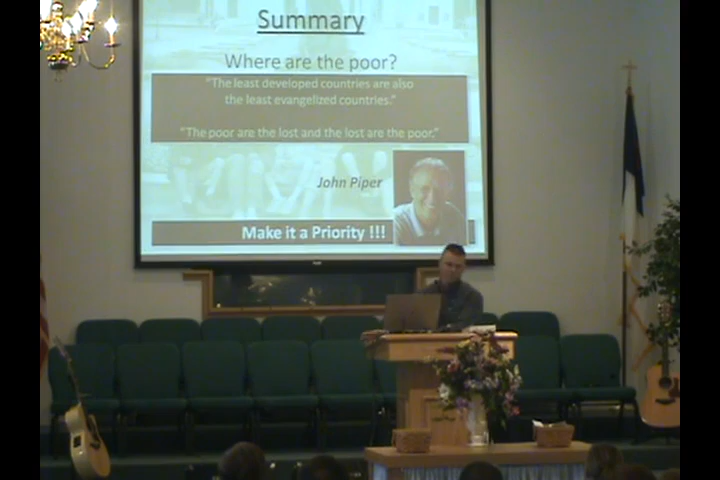 Summary
Where are the poor?
"The least developed countries are also
the least evangelized countries."
"The poor are the lost and the lost are the poor."
John Piper
Make it a Priority !!!